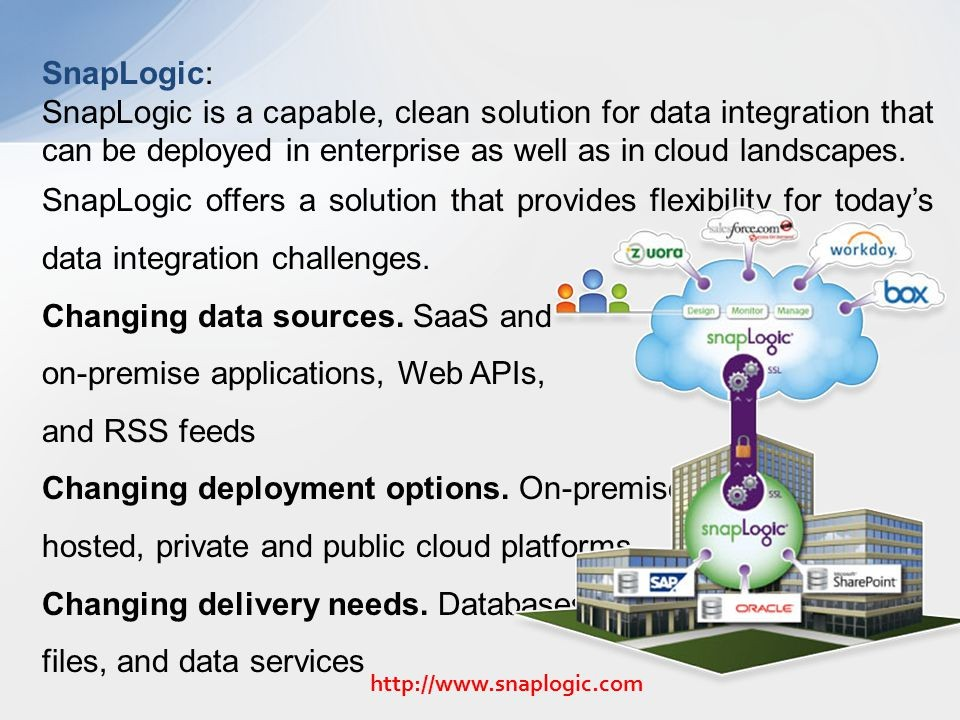 SnapLogic:
SnapLogic is a capable, clean solution for data integration that
can be deployed in enterprise as well as in cloud landscapes.
SnapLogic offers a solution that provides flexibility for today’s
data integration challenges.
Changing data sources. SaaS and
on-premise applications, Web APIs,
and RSS feeds
Changing deployment options. On-premise
hosted, private and public cloud platforms
Changing delivery needs. Databases
files, and data services
zuora
salesforce.com
workday.
box
Design Monitor Manage
snapLogic
SSL
SSL
snapLogic
SAP
ORACLE
Microsoft
SharePoint
http://www.snaplogic.com